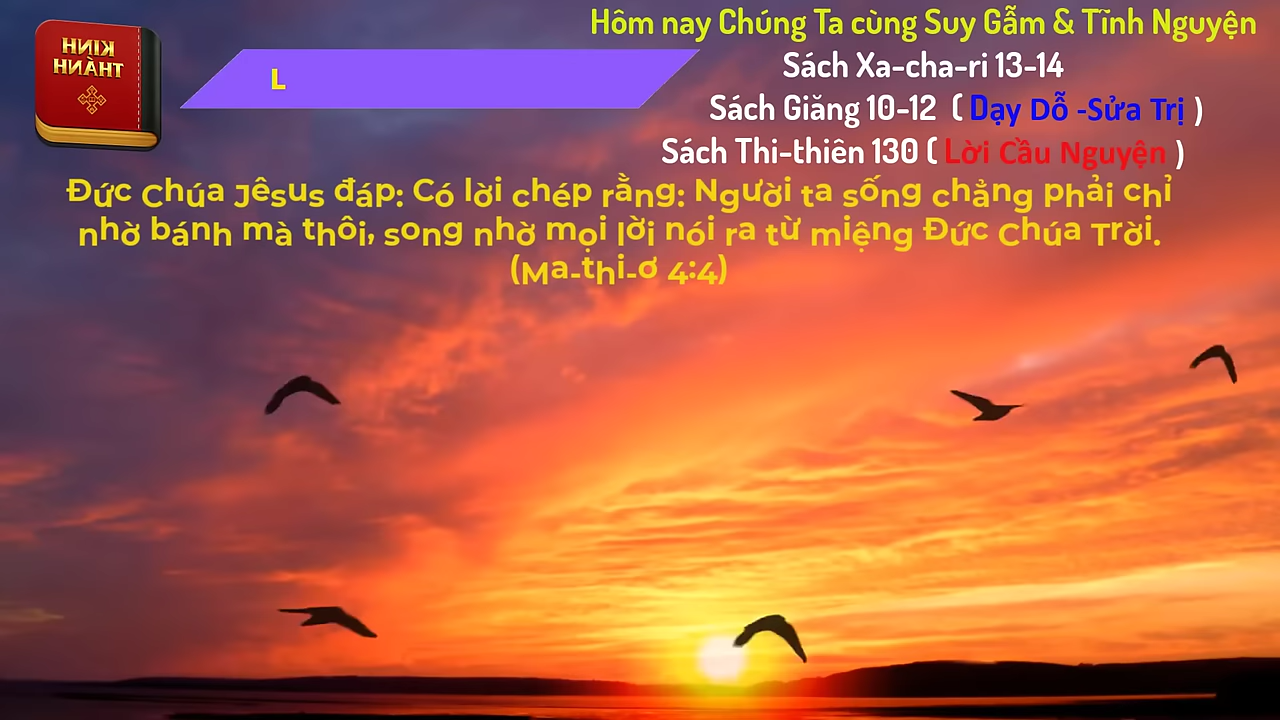 Hôm nay Chúng Ta cùng Suy Gẫm & Tĩnh Nguyện
KINH
THÀNH
L
Sách Xa-cha-ri 13-14
Sách Giăng 10-12 ( Dạy Dỗ -Sửa Trị )
Sách Thi-thiên 130 ( Lời Cầu Nguyện )
Đức Chúa Jêsus đáp: Có lời chép rằng: Người ta sống chẳng phải chỉ
nhờ bánh mà thôi, song nhờ mọi lời nói ra từ miệng Đức Chúa Trời.
(Ma-thi-ơ 4:4)